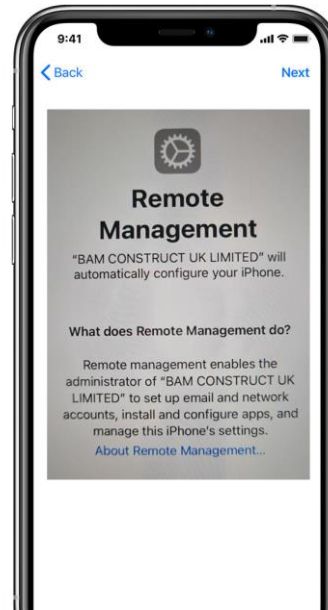 9:41
Back
Next
Remote
Management
"BAM CONSTRUCT UK LIMITED" will
automatically configure your iPhone.
What does Remote Management do?
Remote management enables the
administrator of "BAM CONSTRUCT UK
LIMITED" to set up email and network
accounts, install and configure apps, and
manage this iPhone's settings.
About Remote Management...